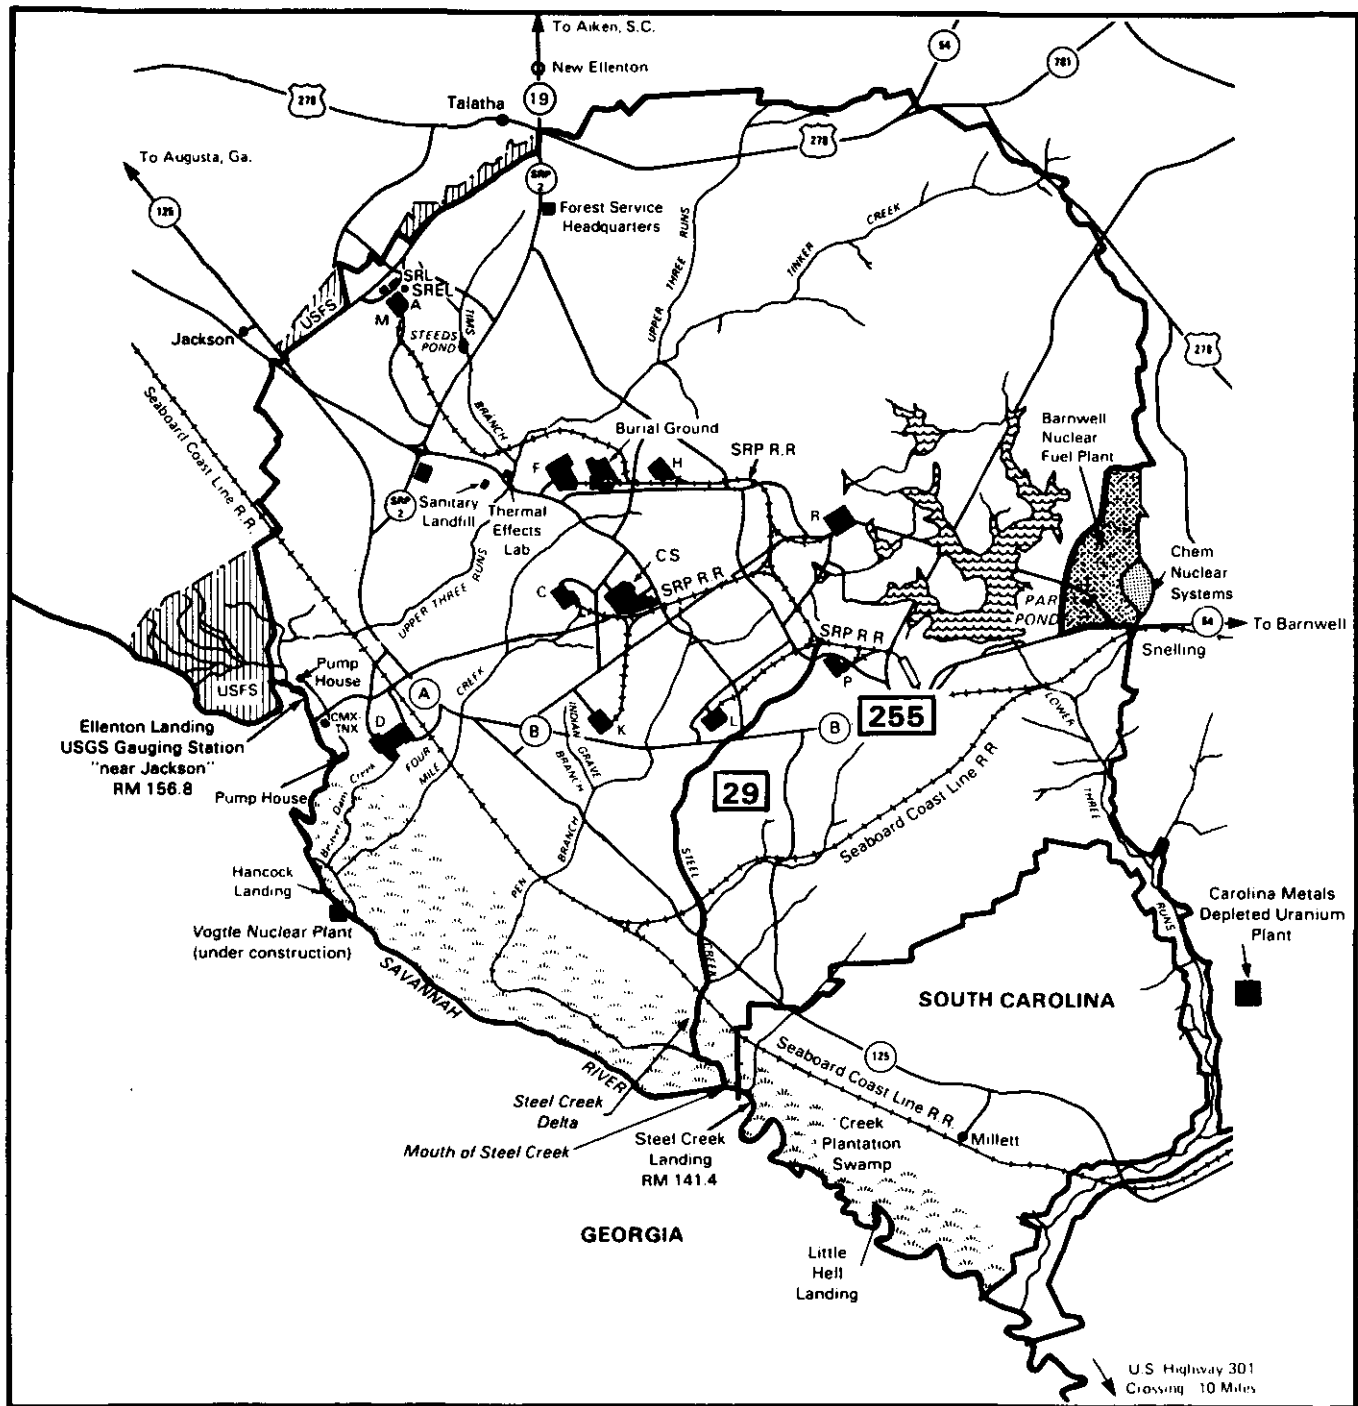 To Aiken, S.C.
New Ellenton
19
64
781
278
Talatha
278
To Augusta, Ga.
SRP
2
125
Forest Service
Headquarters
UPPER THREE RUNS
TINKER CREEK
SRL
SREL
A
M
USFS
STEEDS
POND
TIMS
BRANCH
Jackson
278
Seaboard Coast Line R.R
Burial Ground
Barnwell
Nuclear
Fuel Plant
F
H
SRP R.R
SRP
2
Sanitary
Landfill
Thermal
Effects
Lab
R
UPPER THREE RUNS
CS
C
SRP R.R
Chem
Nuclear
Systems
PAR
POND
64
To Barnwell
Snelling
SRP R R
Pump
House
USFS
P
A
CREEK
CMX-
TNX
D
K
L
255
B
B
INDIAN GRAVE
BRANCH
LOWER
THREE
RUNS
Ellenton Landing
USGS Gauging Station
"near Jackson"
RM 156.8
FOUR
MILE
Pump House
Beaver Dam Creek
29
Seaboard Coast Line R R
Hancock
Landing
PEN
BRANCH
STEEL
CREEK
Vogtle Nuclear Plant
(under construction)
Carolina Metals
Depleted Uranium
Plant
SAVANNAH
RIVER
SOUTH CAROLINA
125
Seaboard Coast Line R.R.
Steel Creek
Delta
Mouth of Steel Creek
Steel Creek
Landing
RM 141.4
Creek
Plantation
Swamp
Millett
GEORGIA
Little
Hell
Landing
U.S. Highway 301
Crossing 10 Miles